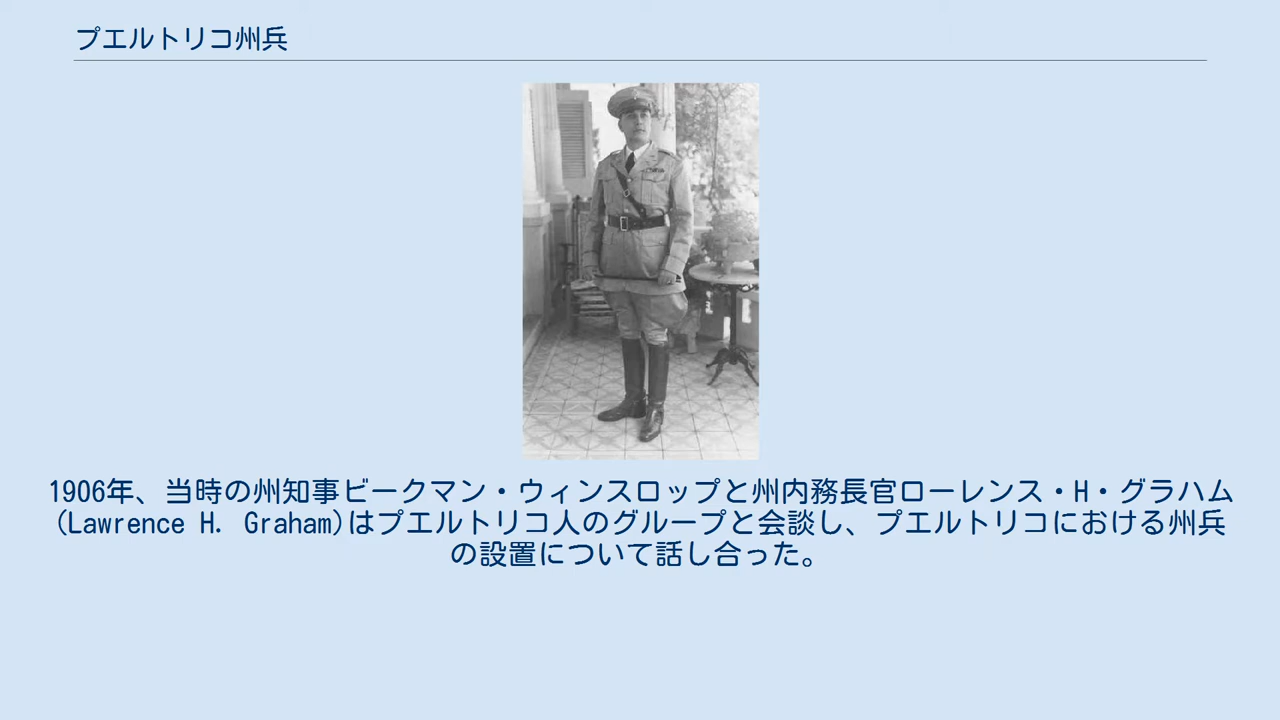 プエルトリコ州兵
1906年、当時の州知事ビークマン・ウィンスロップと州内務長官ローレンス・H・グラハム
(Lawrence H. Graham)はプエルトリコ人のグループと会談し、プエルトリコにおける州兵
の設置について話し合った。